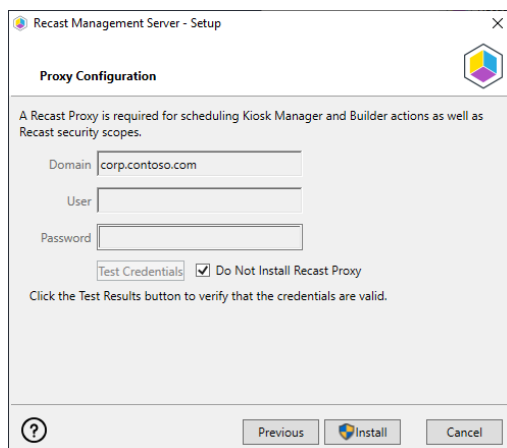 Recast Management Server - Setup
Proxy Configuration
A Recast Proxy is required for scheduling Kiosk Manager and Builder actions as well as
Recast security scopes.
Domain corp.contoso.com
User
Password
Test Credentials Do Not Install Recast Proxy
Click the Test Results button to verify that the credentials are valid.
? Previous Install Cancel